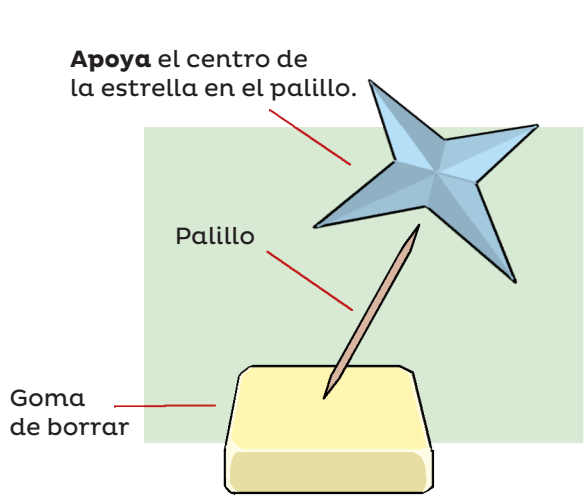 Apoya el centro de
la estrella en el palillo.
Palillo
Goma
de borrar